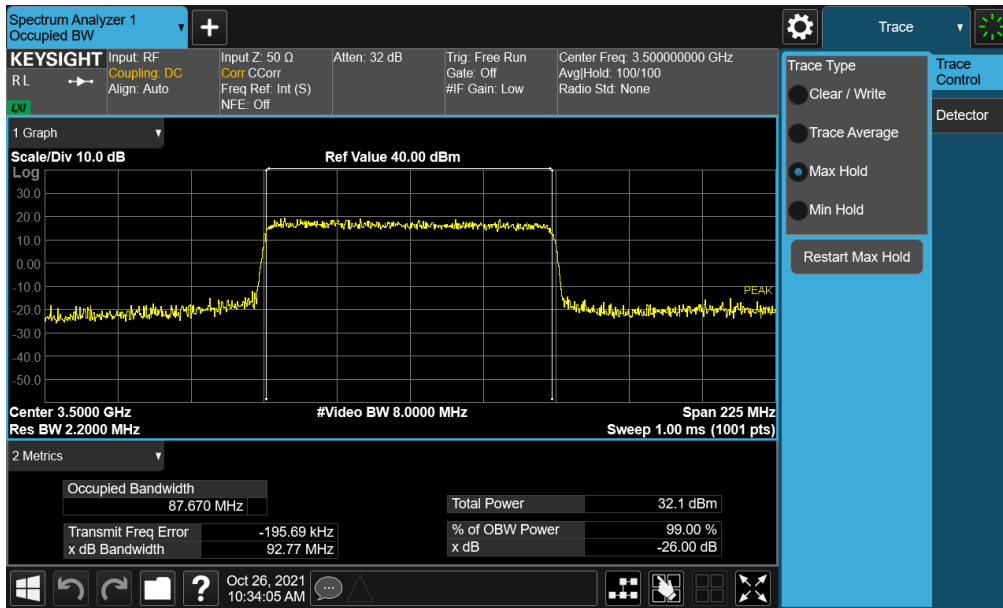 Spectrum Analyzer 1
Occupied BW
+
Trace
KEYSIGHT
R L
LXI
Input: RF
Coupling: DC
Align: Auto
Input Z: 50 Ω
Corr CCorr
Freq Ref: Int (S)
NFE: Off
Atten: 32 dB
Trig: Free Run
Gate: Off
#IF Gain: Low
Center Freq: 3.500000000 GHz
Avg|Hold: 100/100
Radio Std: None
Trace Type
Clear / Write
Trace Average
Max Hold
Min Hold
Restart Max Hold
Trace
Control
Detector
1 Graph
Scale/Div 10.0 dB
Ref Value 40.00 dBm
Log
30.0
20.0
10.0
0.00
-10.0
-20.0
-30.0
-40.0
-50.0
PEAK
Center 3.5000 GHz
#Video BW 8.0000 MHz
Span 225 MHz
Res BW 2.2000 MHz
Sweep 1.00 ms (1001 pts)
2 Metrics
Occupied Bandwidth
87.670 MHz
Total Power 32.1 dBm
Transmit Freq Error -195.69 kHz
% of OBW Power 99.00 %
x dB Bandwidth 92.77 MHz
x dB -26.00 dB
?
Oct 26, 2021
10:34:05 AM